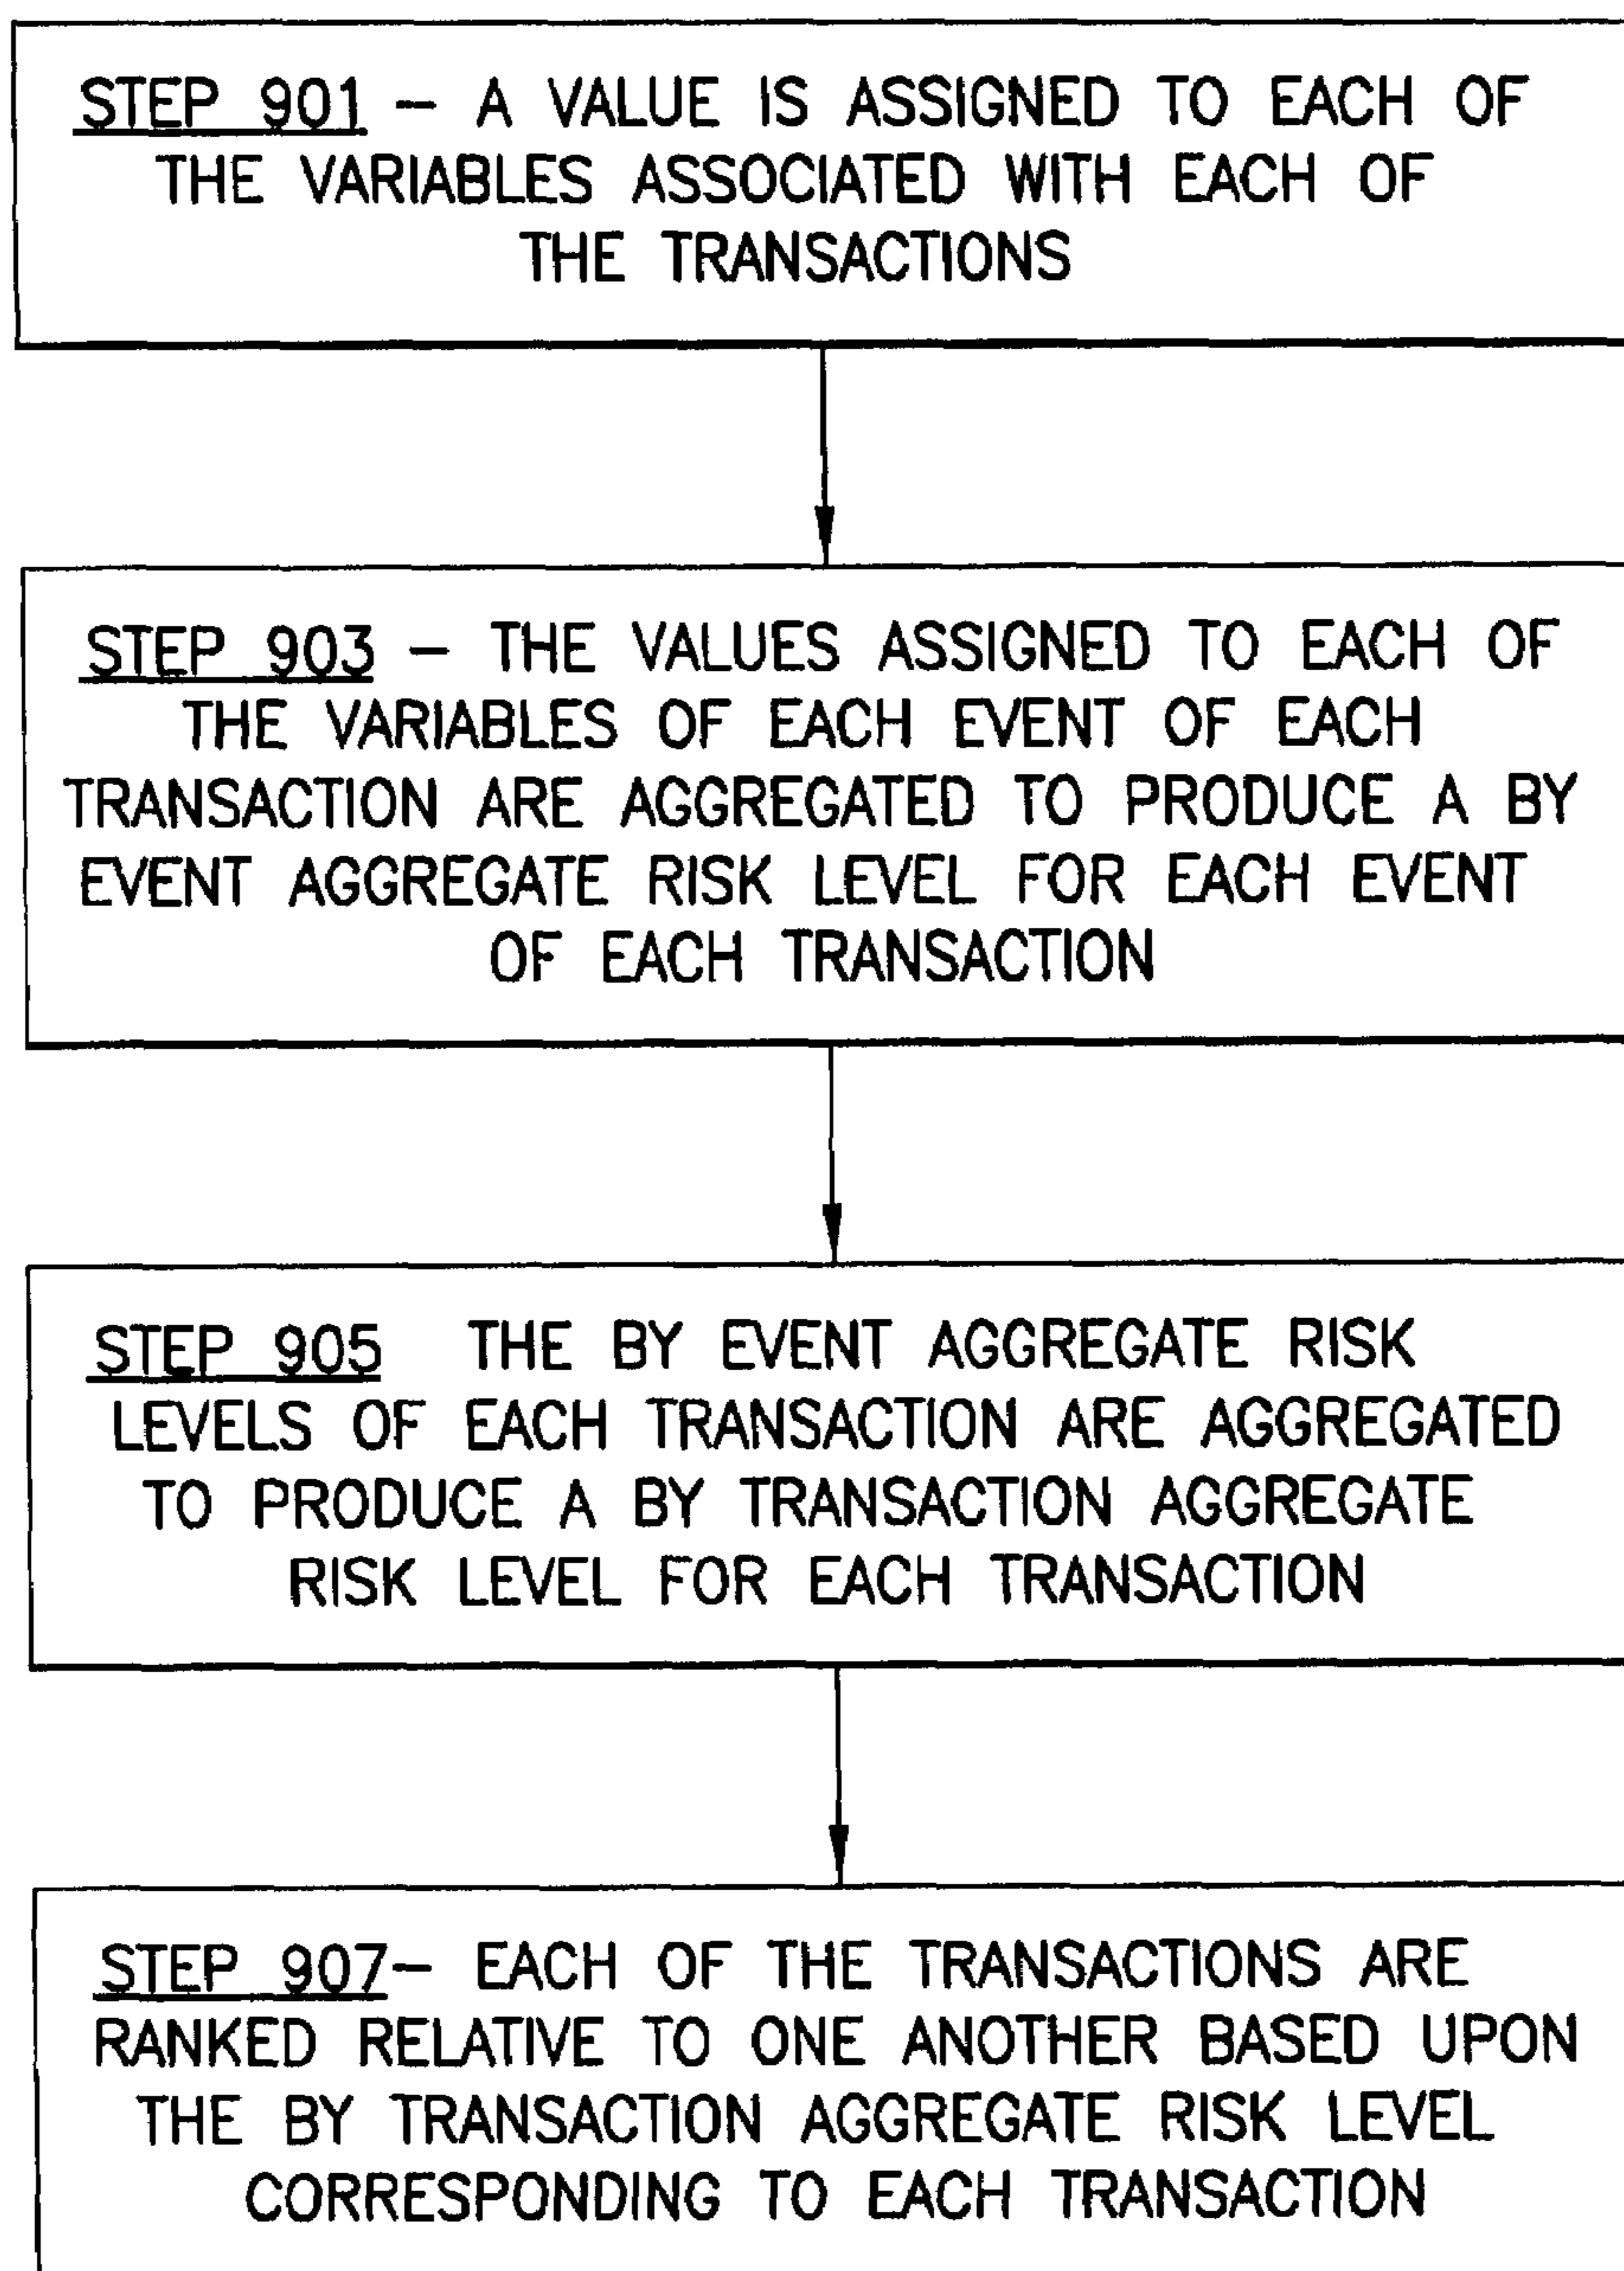 STEP 901 – A VALUE IS ASSIGNED TO EACH OF
THE VARIABLES ASSOCIATED WITH EACH OF
THE TRANSACTIONS
STEP 903 – THE VALUES ASSIGNED TO EACH OF
THE VARIABLES OF EACH EVENT OF EACH
TRANSACTION ARE AGGREGATED TO PRODUCE A BY
EVENT AGGREGATE RISK LEVEL FOR EACH EVENT
OF EACH TRANSACTION
STEP 905 THE BY EVENT AGGREGATE RISK
LEVELS OF EACH TRANSACTION ARE AGGREGATED
TO PRODUCE A BY TRANSACTION AGGREGATE
RISK LEVEL FOR EACH TRANSACTION
STEP 907– EACH OF THE TRANSACTIONS ARE
RANKED RELATIVE TO ONE ANOTHER BASED UPON
THE BY TRANSACTION AGGREGATE RISK LEVEL
CORRESPONDING TO EACH TRANSACTION